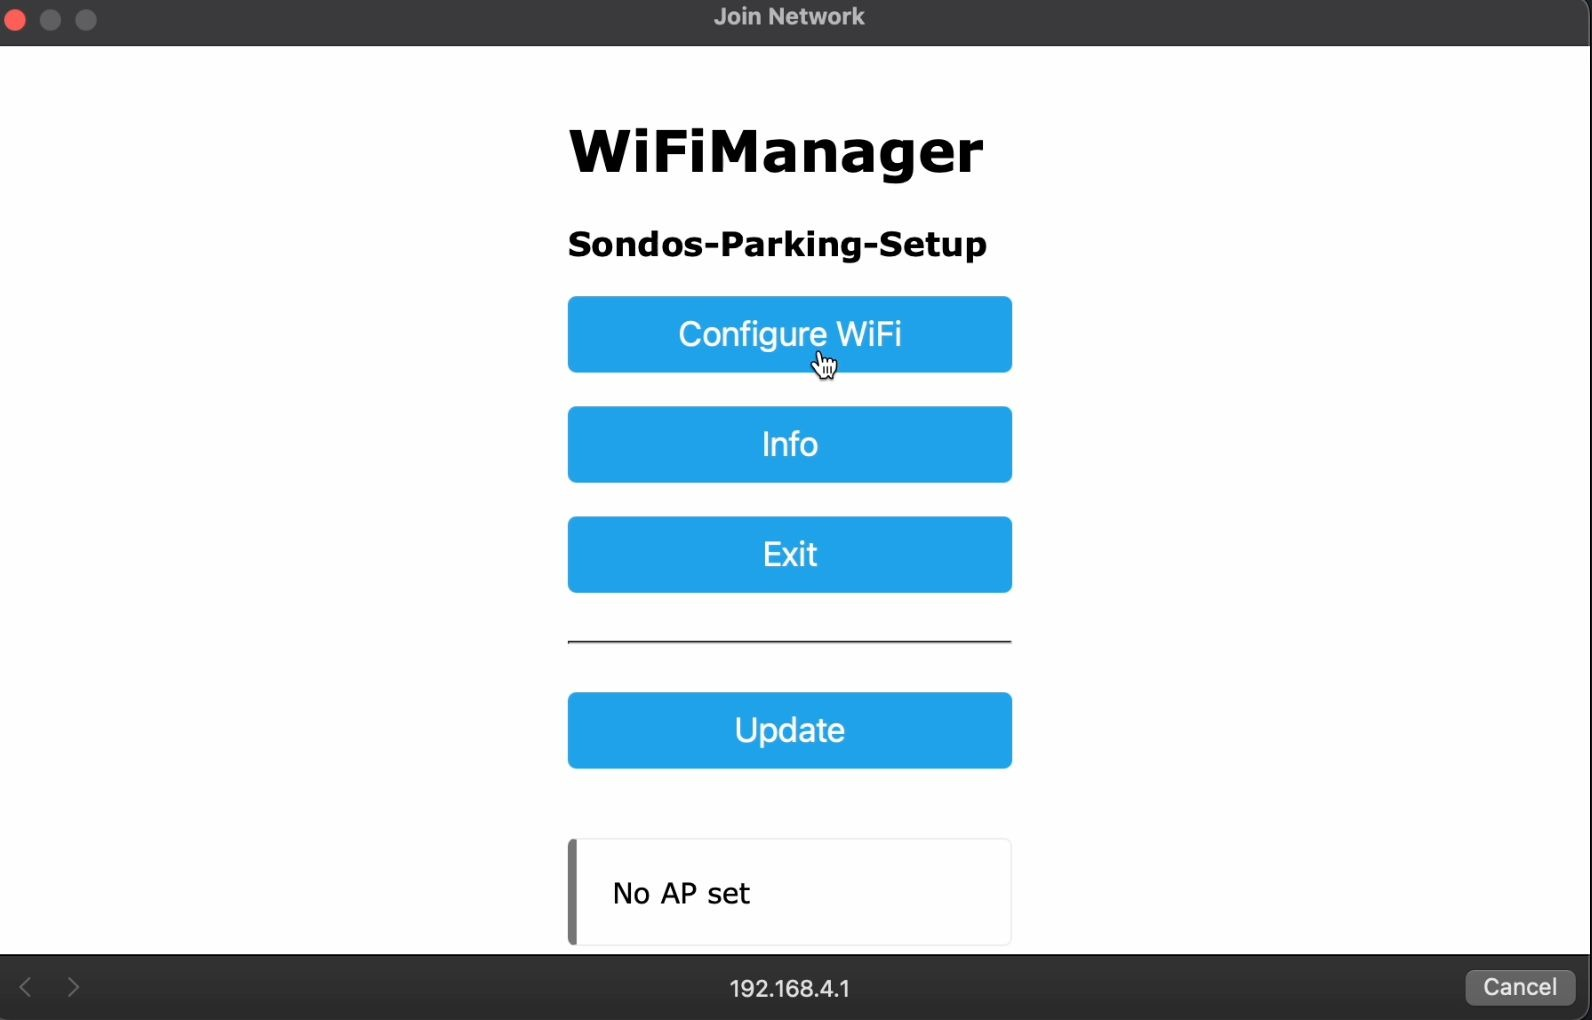 Join Network
WiFiManager
Sondos-Parking-Setup
Configure WiFi
Info
Exit
Update
No AP set
192.168.4.1
Cancel